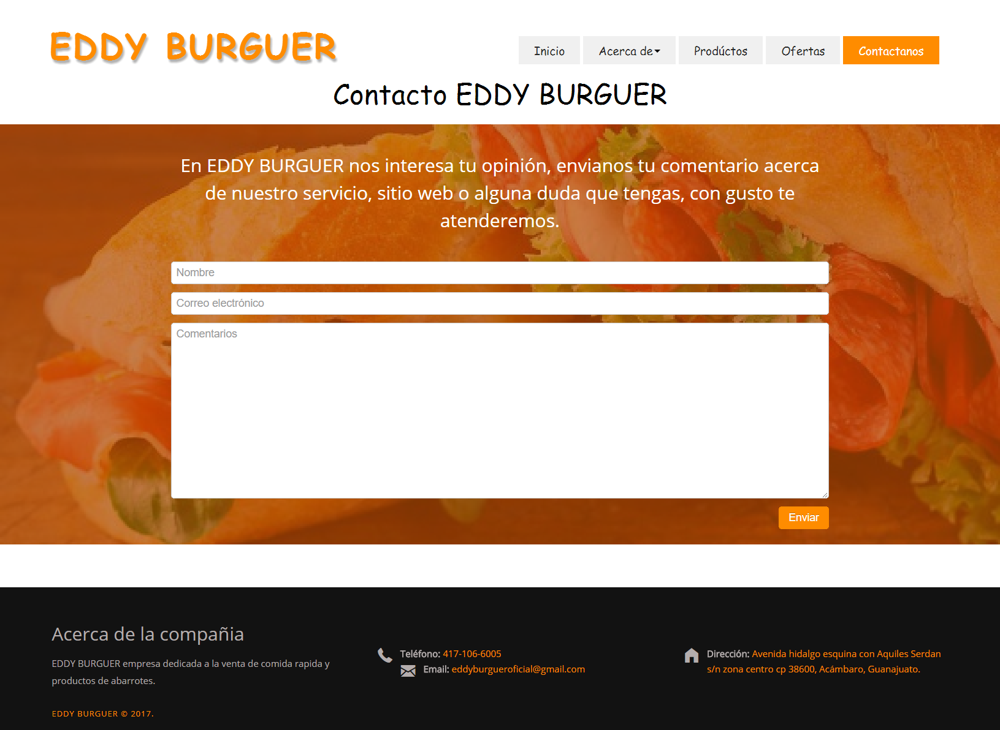 EDDY BURGUER
Inicio
Acerca de
Prodúctos
Ofertas
Contactanos
Contacto EDDY BURGUER
En EDDY BURGUER nos interesa tu opinión, envianos tu comentario acerca
de nuestro servicio, sitio web o alguna duda que tengas, con gusto te
atenderemos.
Nombre
Correo electrónico
Comentarios
Enviar
Acerca de la compañia
EDDY BURGUER empresa dedicada a la venta de comida rapida y
productos de abarrotes.
EDDY BURGUER © 2017.
Teléfono: 417-106-6005
Email: eddyburgueroficial@gmail.com
Dirección: Avenida hidalgo esquina con Aquiles Serdan
s/n zona centro cp 38600, Acámbaro, Guanajuato.